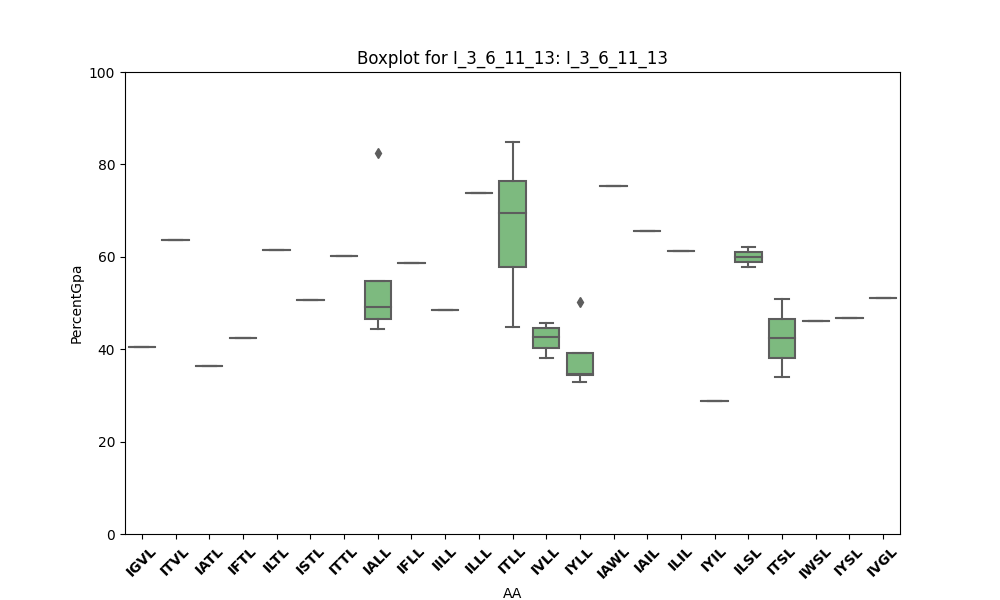 Boxplot for I_3_6_11_13: I_3_6_11_13
100
80
60
40
20
0
PercentGpa
IGVL ITVL IATL IFTL ILTL ISTL ITTL IALL IFLL IILL ILLL ITLL IVLL IYLL IAWL IAIL ILIL IYIL ILSL ITSL IWSL IYSL IVGL
AA